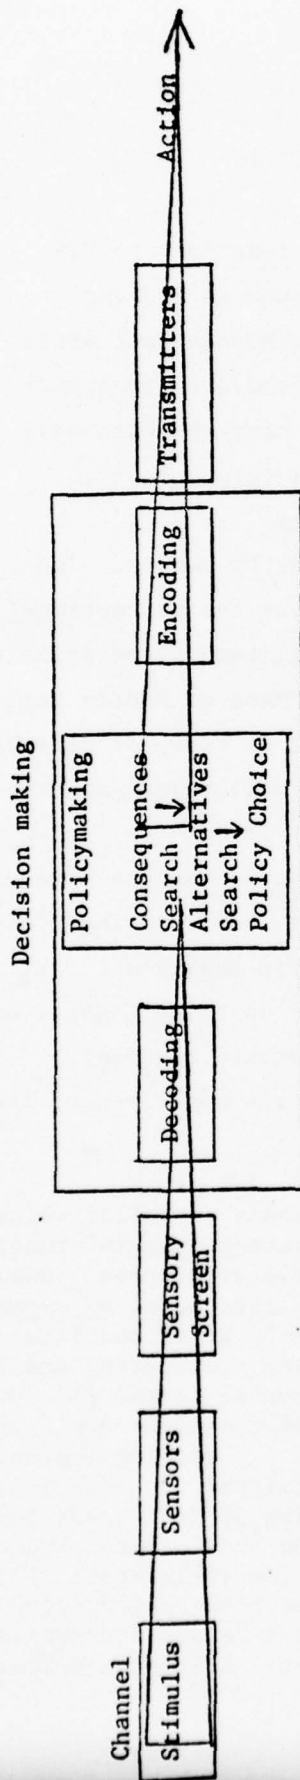 Decision making
Channel
Stimulus
Sensors
Sensory
Screen
Decoding
Policymaking
Consequences
Search ↓
Alternatives
Search ↓
Policy Choice
Encoding
Transmitters
Action